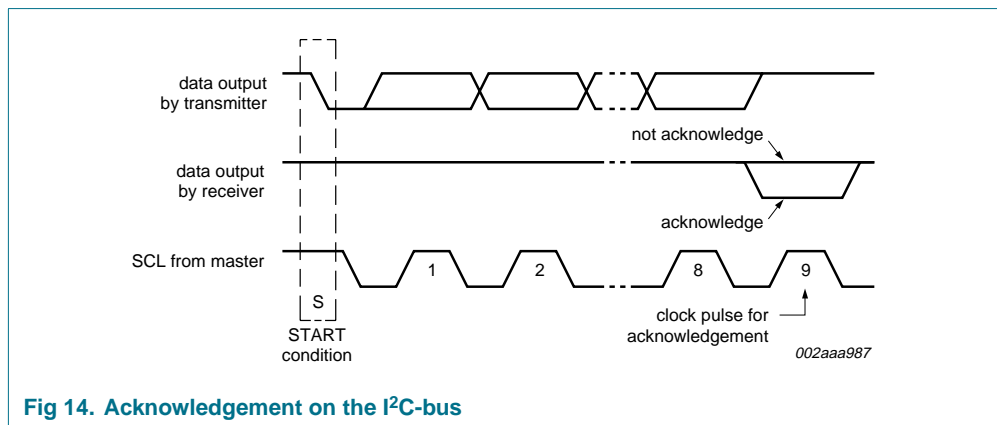 data output
by transmitter
not acknowledge
data output
by receiver
acknowledge
SCL from master
1
2
8
9
S
START
condition
clock pulse for
acknowledgement
002aaa987
Fig 14. Acknowledgement on the I²C-bus